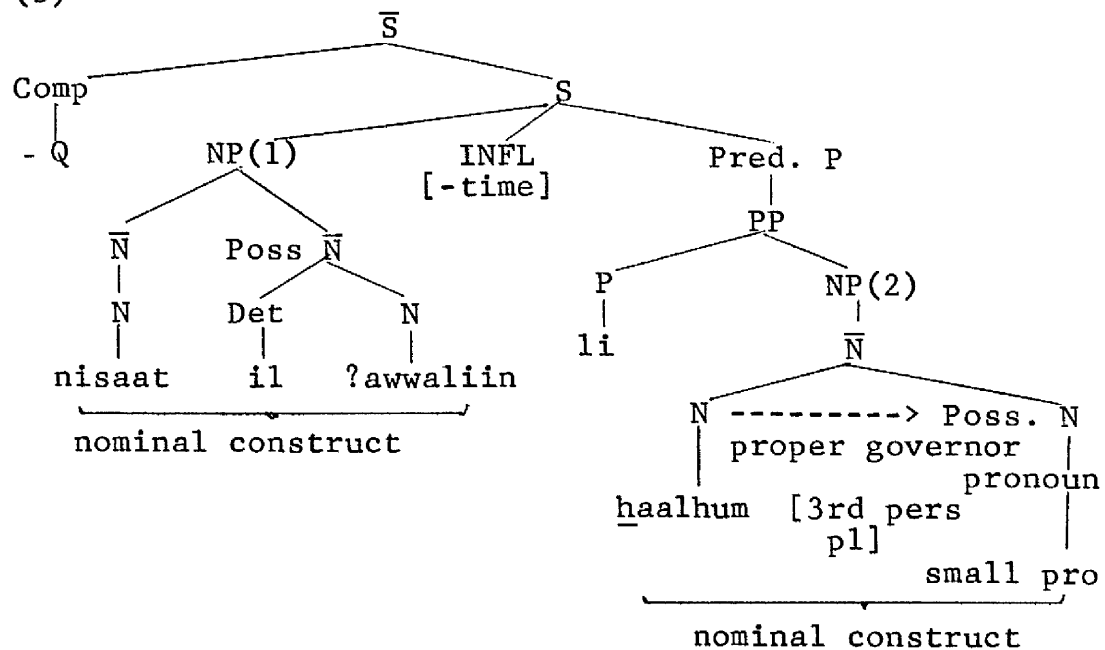 S̅
Comp S
- Q NP(1) INFL Pred. P
[-time]
PP
N̅ Poss N̅
P NP(2)
N Det N
li N̅
nisaat il ?awwaliin
N --------> Poss. N
nominal construct
proper governor
pronoun
h̲aalhum [3rd pers
pl]
small pro
nominal construct